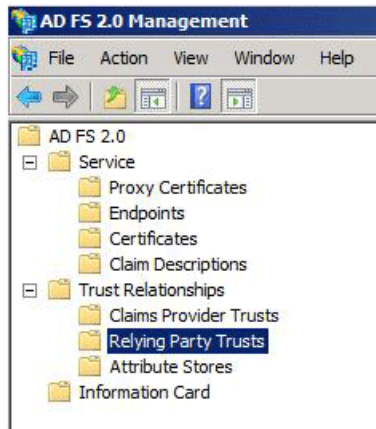 AD FS 2.0 Management
File Action View Window Help
AD FS 2.0
Service
Proxy Certificates
Endpoints
Certificates
Claim Descriptions
Trust Relationships
Claims Provider Trusts
Relying Party Trusts
Attribute Stores
Information Card